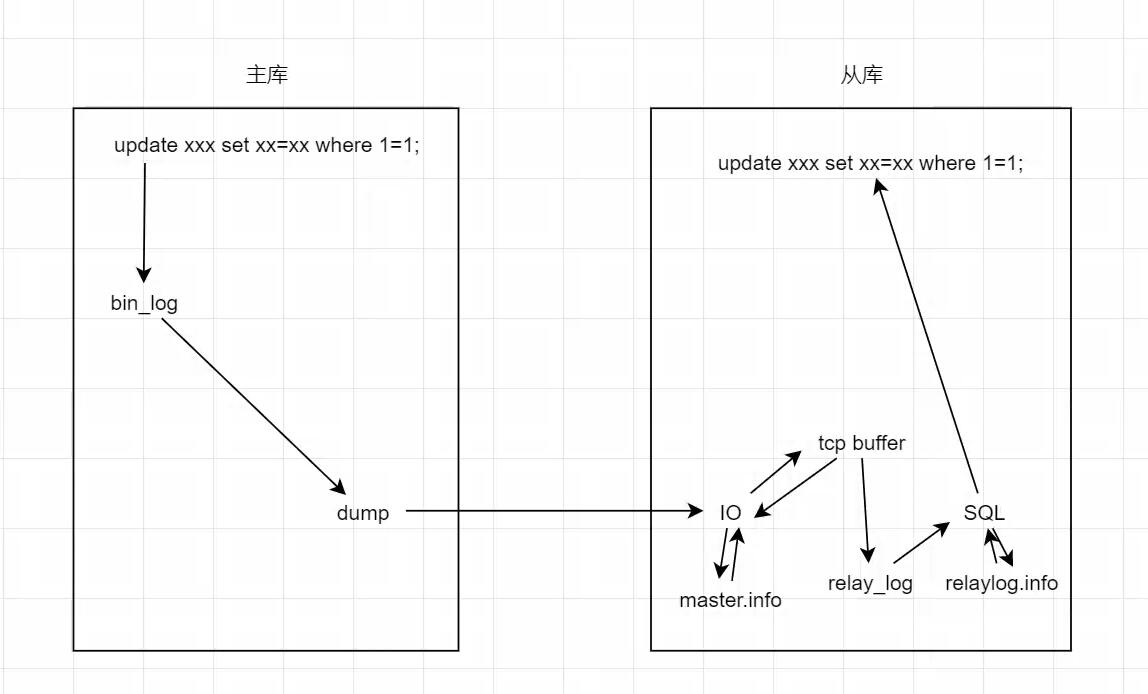 主库
从库
update xxx set xx=xx where 1=1;
update xxx set xx=xx where 1=1;
bin_log
tcp buffer
dump
IO
SQL
master.info
relay_log
relaylog.info